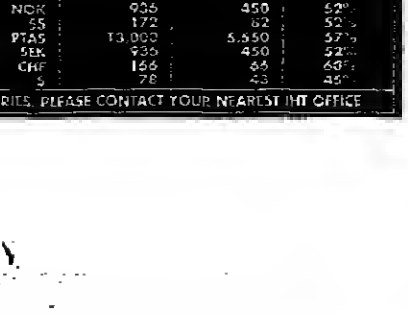 NOK 936 450 52%
S$ 172 82 52%
PTAS 13,000 5,550 57%
SEK 936 450 52%
CHF 166 66 60%
$ 78 43 45%
RIES, PLEASE CONTACT YOUR NEAREST IHT OFFICE